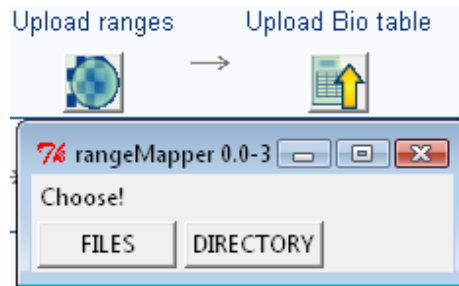 Upload ranges Upload Bio table
rangeMapper 0.0-3
Choose!
FILES DIRECTORY